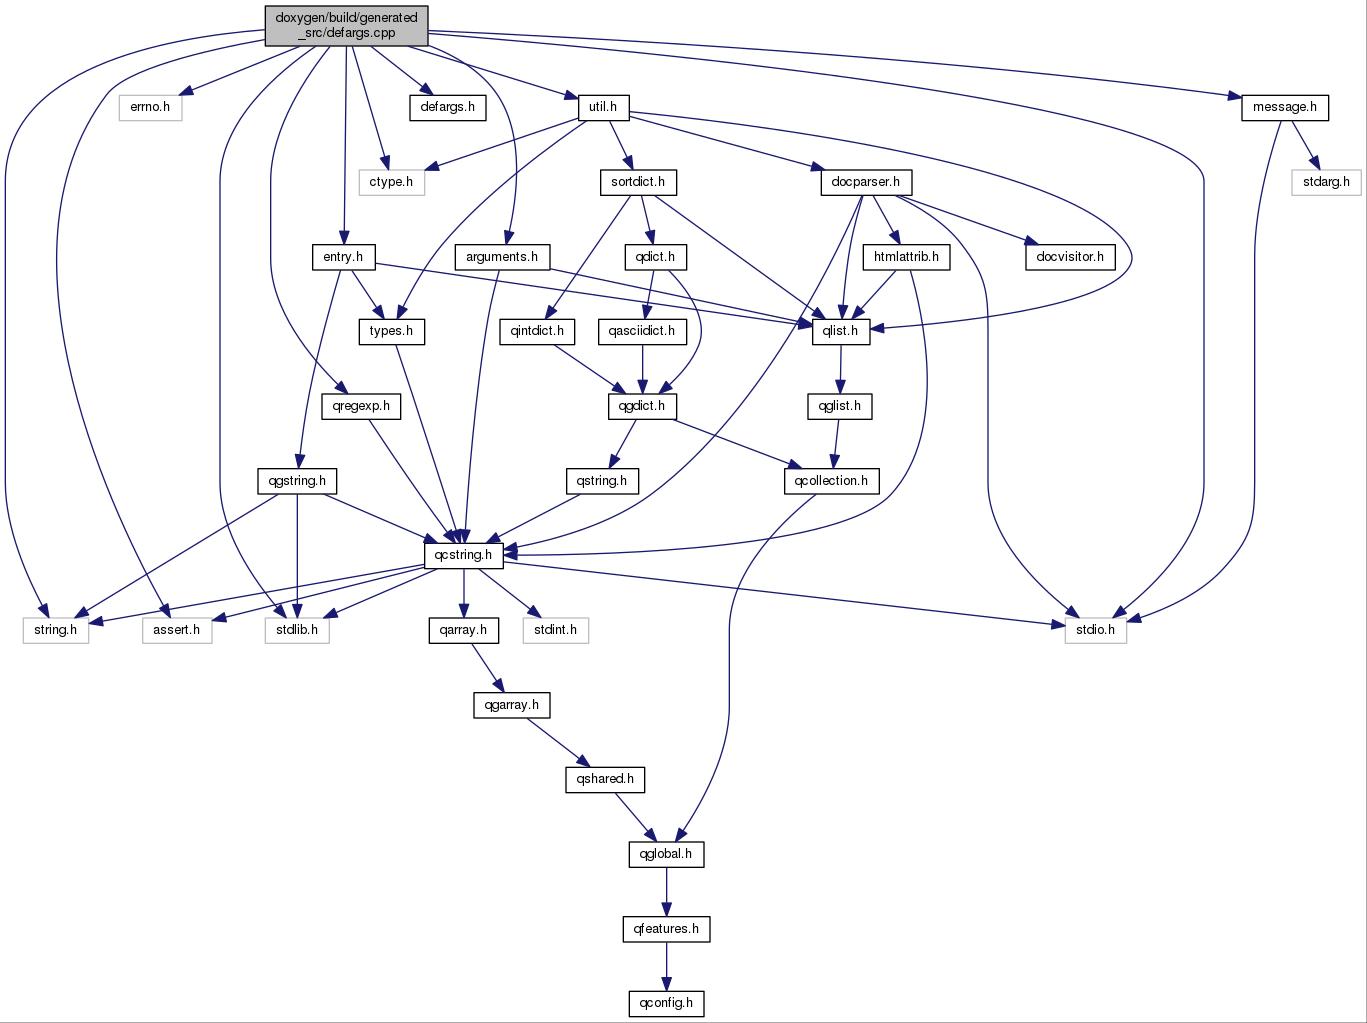 doxygen/build/generated
_src/defargs.cpp
errno.h
defargs.h
util.h
message.h
ctype.h
sortdict.h
docparser.h
stdarg.h
entry.h
arguments.h
qdict.h
htmlattrib.h
docvisitor.h
types.h
qintdict.h
qasciidict.h
qlist.h
qregexp.h
qgdict.h
qglist.h
qgstring.h
qstring.h
qcollection.h
qcstring.h
string.h
assert.h
stdlib.h
qarray.h
stdint.h
stdio.h
qgarray.h
qshared.h
qglobal.h
qfeatures.h
qconfig.h